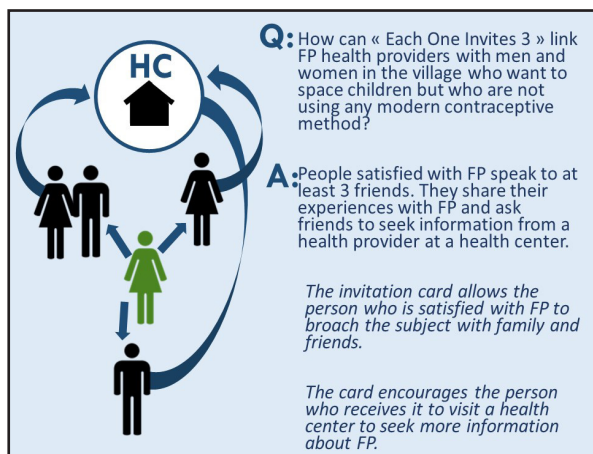 HC
Q: How can « Each One Invites 3 » link
FP health providers with men and
women in the village who want to
space children but who are not
using any modern contraceptive
method?
A: People satisfied with FP speak to at
least 3 friends. They share their
experiences with FP and ask
friends to seek information from a
health provider at a health center.
The invitation card allows the
person who is satisfied with FP to
broach the subject with family and
friends.
The card encourages the person
who receives it to visit a health
center to seek more information
about FP.